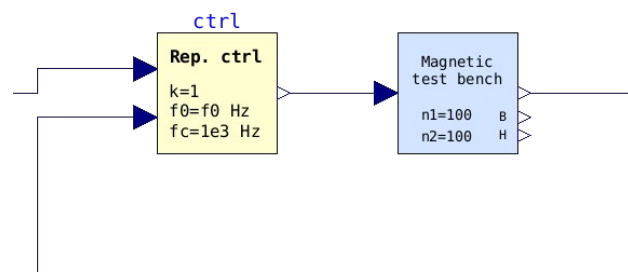 ctrl
Rep. ctrl
k=1
f0=f0 Hz
fc=1e3 Hz
Magnetic
test bench
n1=100 B
n2=100 H